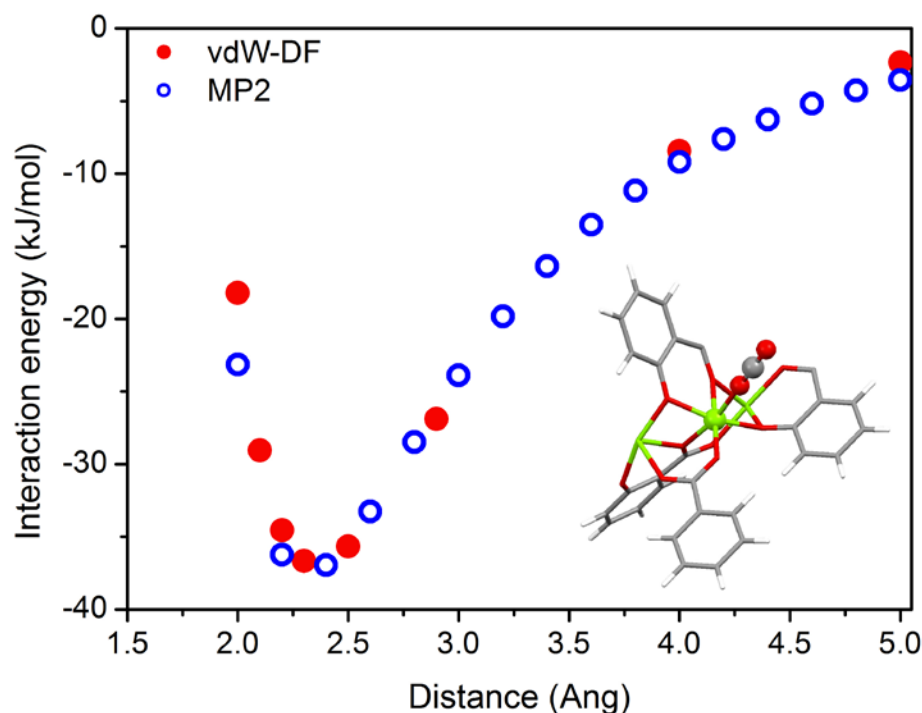 0
vdW-DF
MP2
-10
-20
-30
-40
Interaction energy (kJ/mol)
1.5 2.0 2.5 3.0 3.5 4.0 4.5 5.0
Distance (Ang)